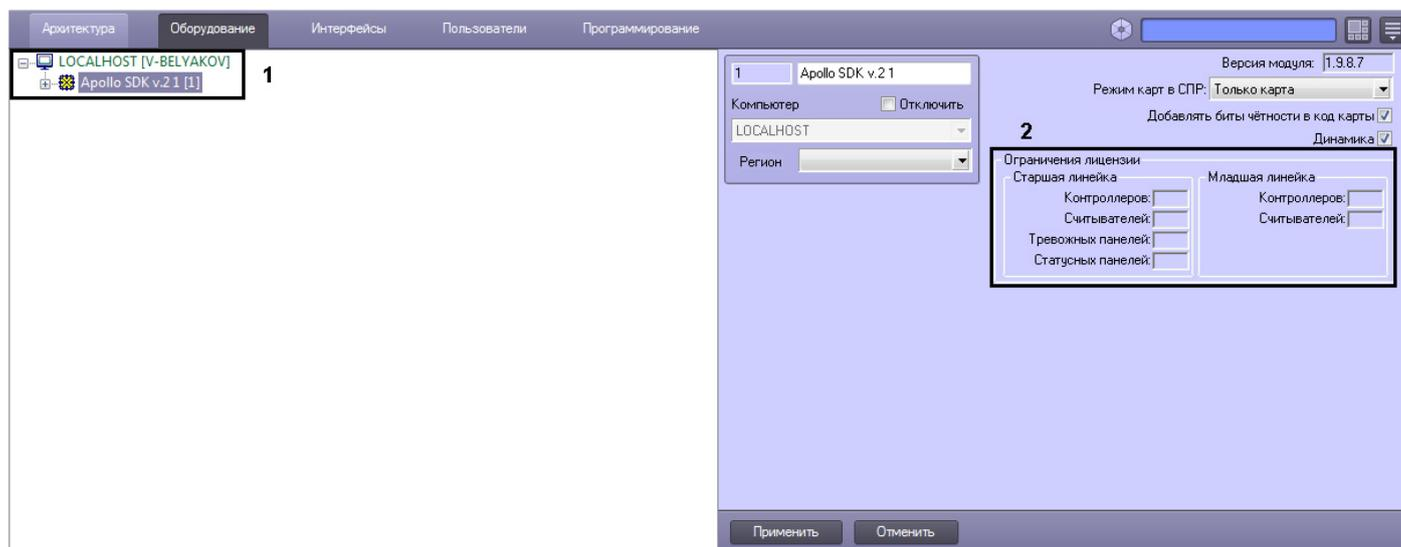 Архитектура Оборудование Интерфейсы Пользователи Программирование
LOCALHOST [V-BELYAKOV]
Apollo SDK v.2 1 [1]
1
1 Apollo SDK v.2 1
Компьютер Отключить
LOCALHOST
Регион
Версия модуля: 1.9.8.7
Режим карт в СПР: Только карта
Добавлять биты чётности в код карты
Динамика
2
Ограничения лицензии
Старшая линейка
Контроллеров:
Считывателей:
Тревожных панелей:
Статусных панелей:
Младшая линейка
Контроллеров:
Считывателей:
Применить Отменить